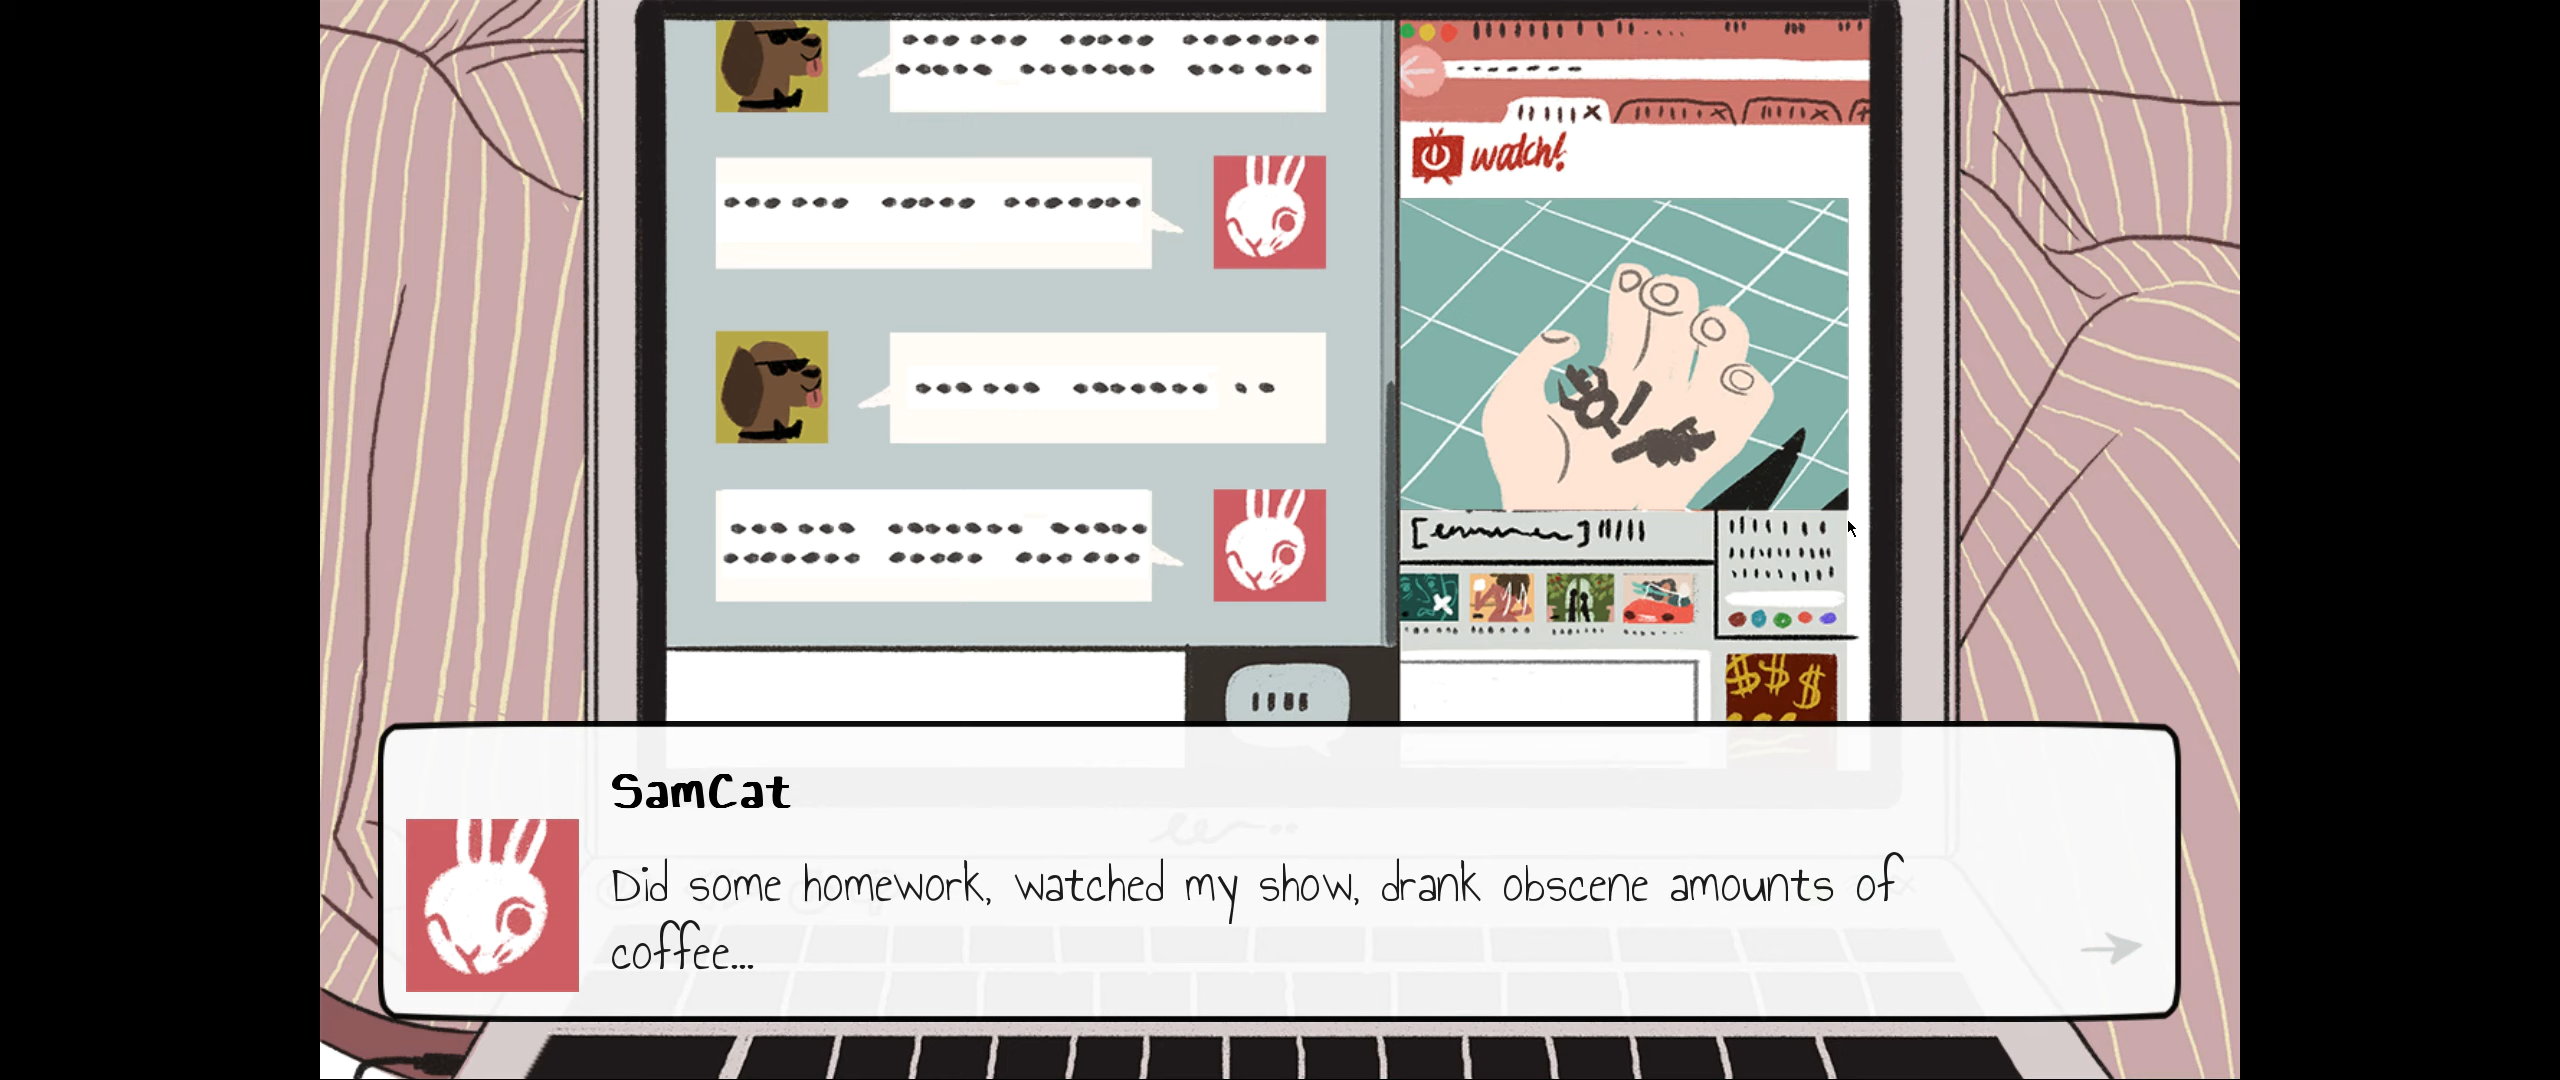 watch!
$$$
SamCat
Did some homework, watched my show, drank obscene amounts of
coffee...